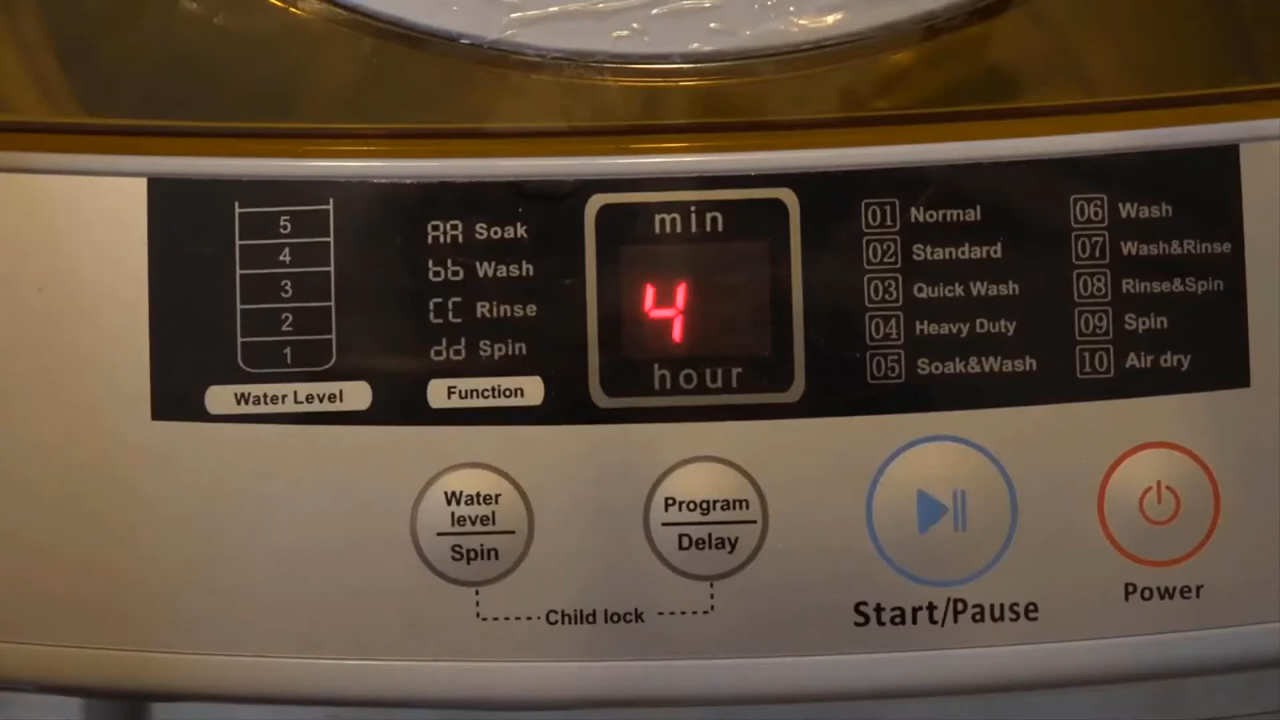 5
4
3
2
1
Water Level
AA Soak
bb Wash
CC Rinse
dd Spin
Function
min
4
hour
01 Normal
02 Standard
03 Quick Wash
04 Heavy Duty
05 Soak&Wash
06 Wash
07 Wash&Rinse
08 Rinse&Spin
09 Spin
10 Air dry
Water
level
Spin
Program
Delay
Child lock
Start/Pause
Power